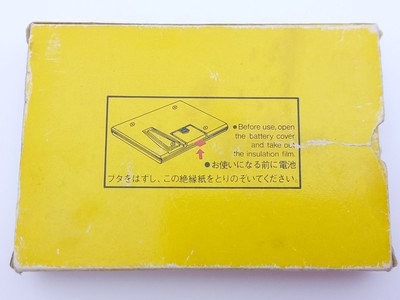 ●Before use, open
the battery cover
and take out
the insulation film.
●お使いになる前に電池
フタをはずし、この絶縁紙をとりのぞいてください。